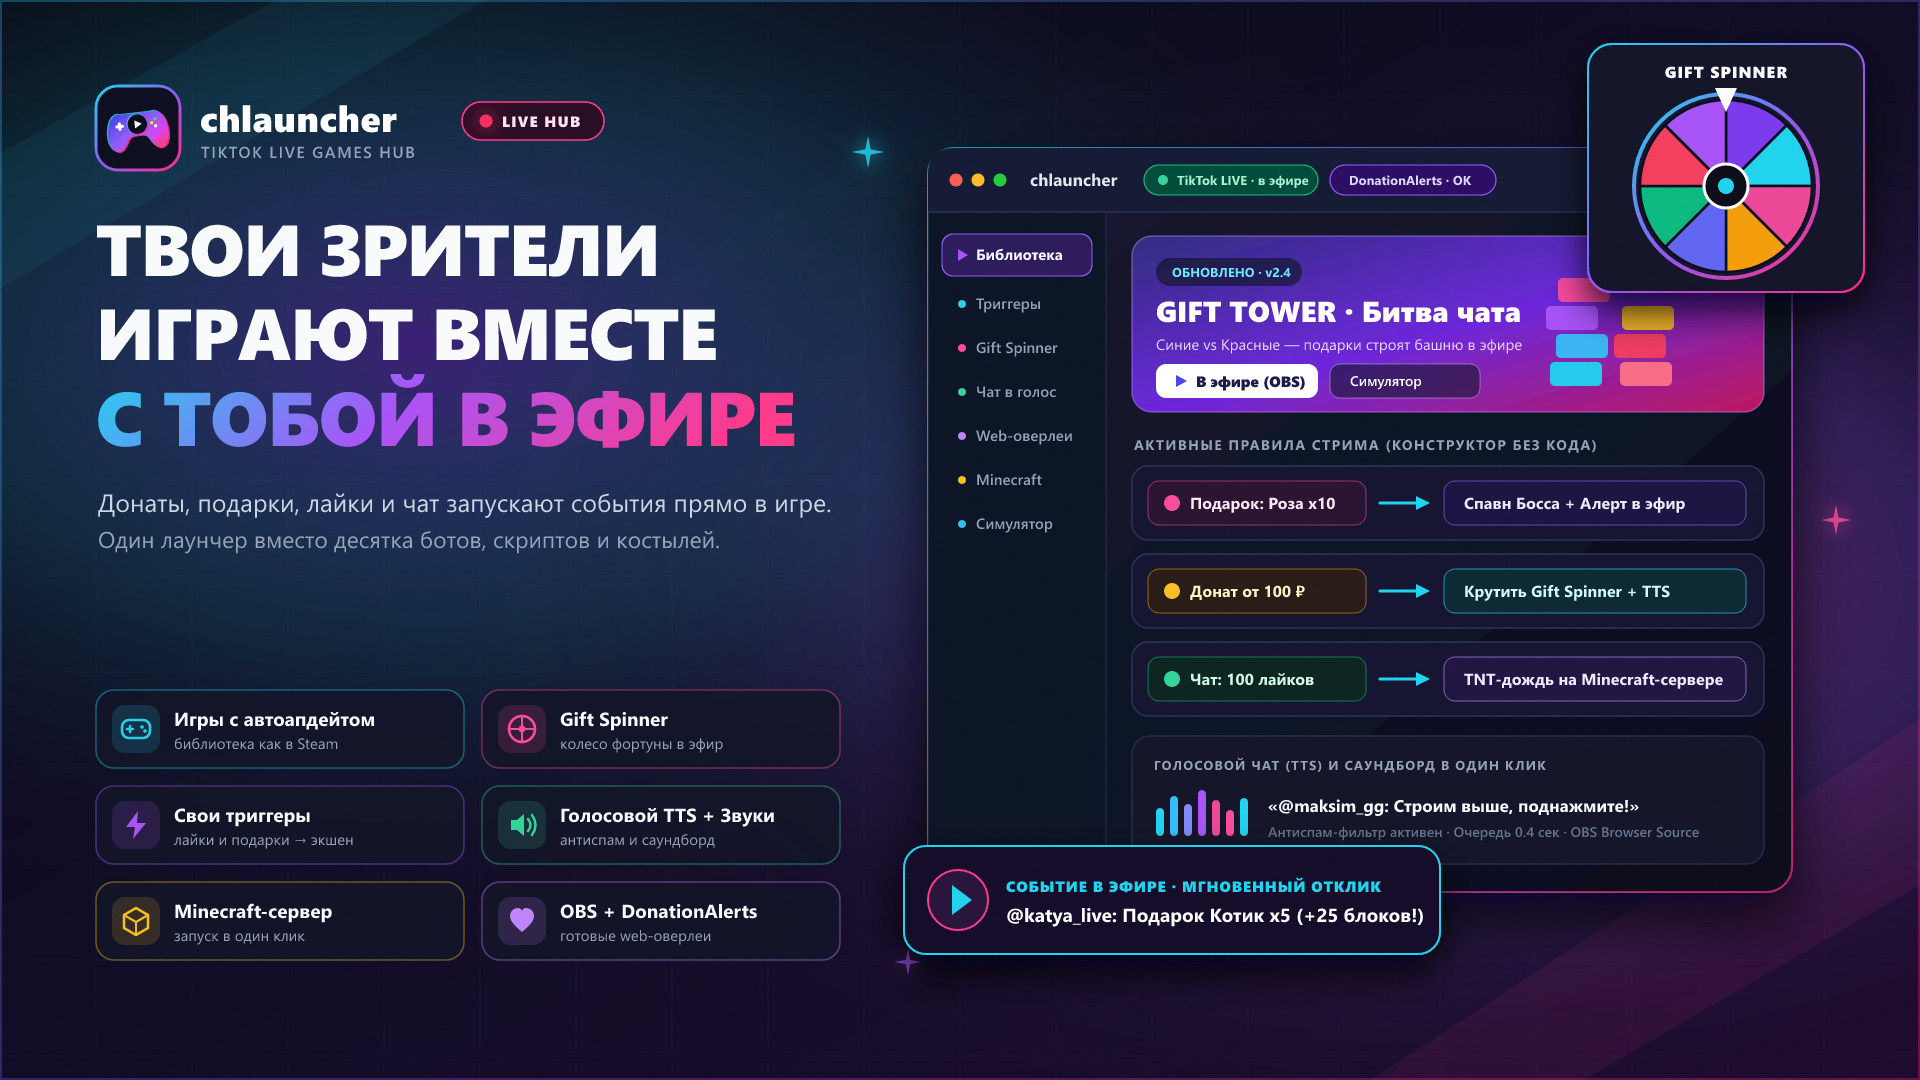 chlauncher
TIKTOK LIVE GAMES HUB
LIVE HUB
ТВОИ ЗРИТЕЛИ
ИГРАЮТ ВМЕСТЕ
С ТОБОЙ В ЭФИРЕ
Донаты, подарки, лайки и чат запускают события прямо в игре.
Один лаунчер вместо десятка ботов, скриптов и костылей.
Игры с автоапдейтом
библиотека как в Steam
Gift Spinner
колесо фортуны в эфир
Свои триггеры
лайки и подарки → экшен
Голосовой TTS + Звуки
антиспам и саундборд
Minecraft-сервер
запуск в один клик
OBS + DonationAlerts
готовые web-оверлеи
chlauncher
TikTok LIVE · в эфире
DonationAlerts · OK
GIFT SPINNER
Библиотека
Триггеры
Gift Spinner
Чат в голос
Web-оверлеи
Minecraft
Симулятор
ОБНОВЛЕНО · v2.4
GIFT TOWER · Битва чата
Синие vs Красные — подарки строят башню в эфире
В эфире (OBS)
Симулятор
АКТИВНЫЕ ПРАВИЛА СТРИМА (КОНСТРУКТОР БЕЗ КОДА)
Подарок: Роза x10
Спавн Босса + Алерт в эфир
Донат от 100 ₽
Крутить Gift Spinner + TTS
Чат: 100 лайков
TNT-дождь на Minecraft-сервере
ГОЛОСОВОЙ ЧАТ (TTS) И САУНДБОРД В ОДИН КЛИК
«@maksim_gg: Строим выше, поднажмите!»
Антиспам-фильтр активен · Очередь 0.4 сек · OBS Browser Source
СОБЫТИЕ В ЭФИРЕ · МГНОВЕННЫЙ ОТКЛИК
@katya_live: Подарок Котик x5 (+25 блоков!)